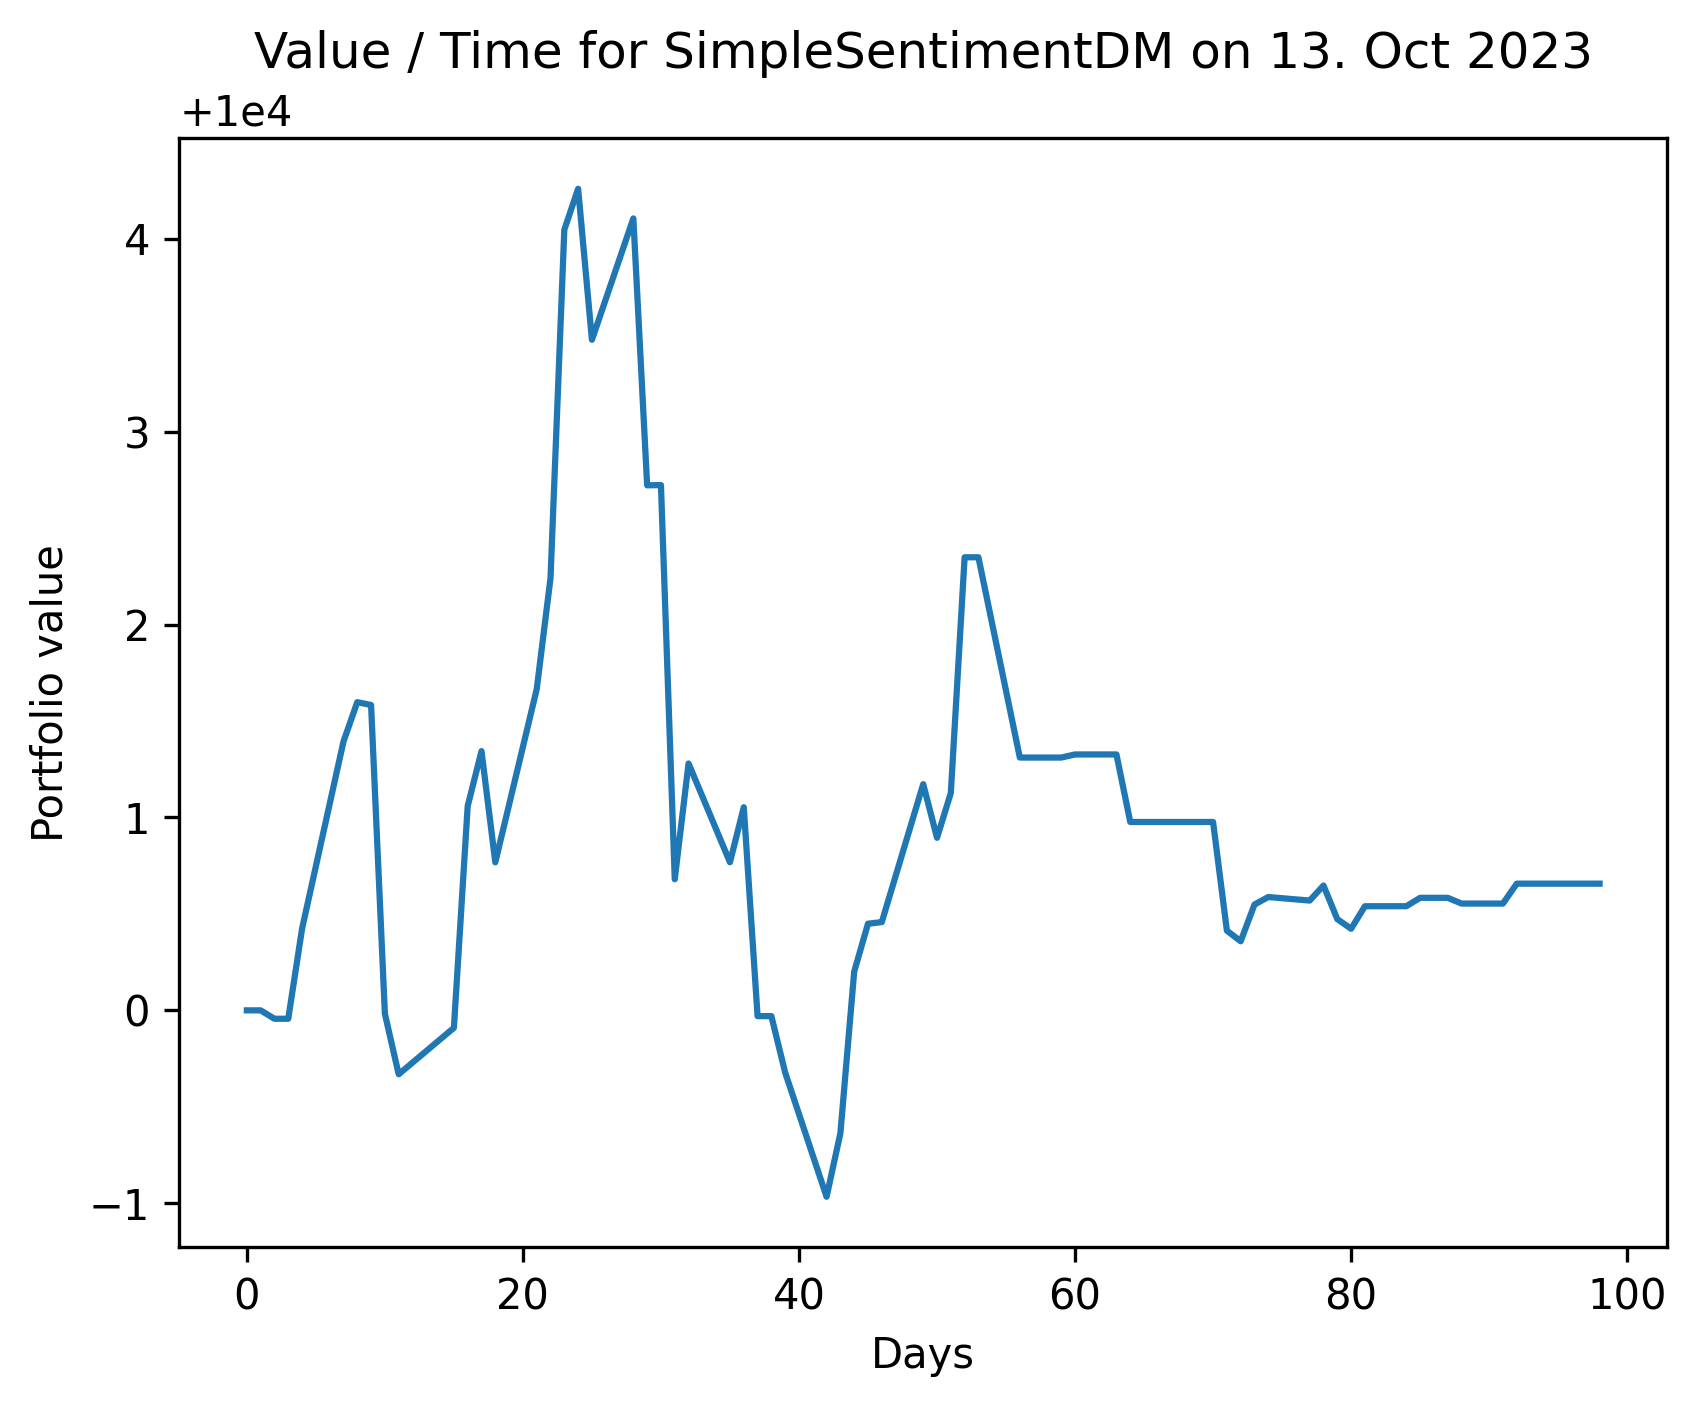 Value / Time for SimpleSentimentDM on 13. Oct 2023
+1e4
4
3
2
1
0
−1
Portfolio value
0 20 40 60 80 100
Days